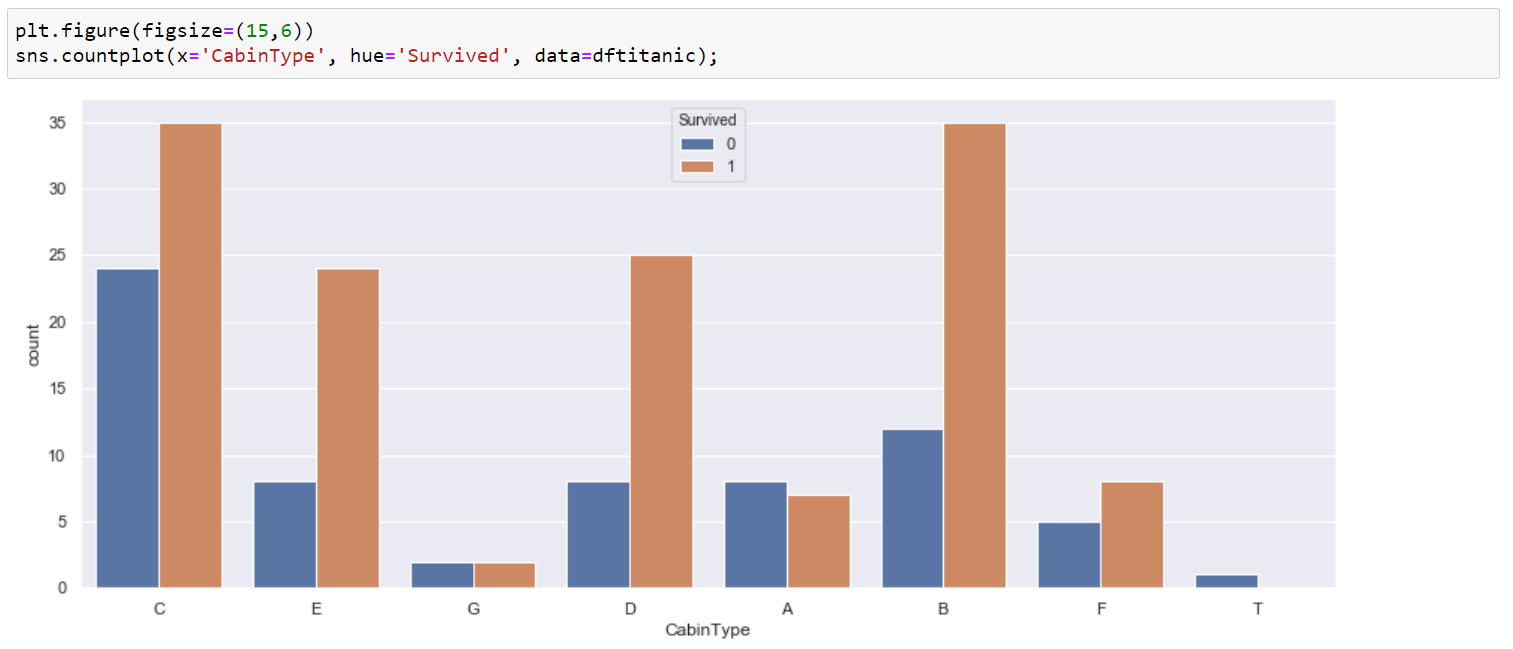 plt.figure(figsize=(15,6))
sns.countplot(x='CabinType', hue='Survived', data=dftitanic);
35
30
25
20
15
10
5
0
count
Survived
0
1
C E G D A B F T
CabinType